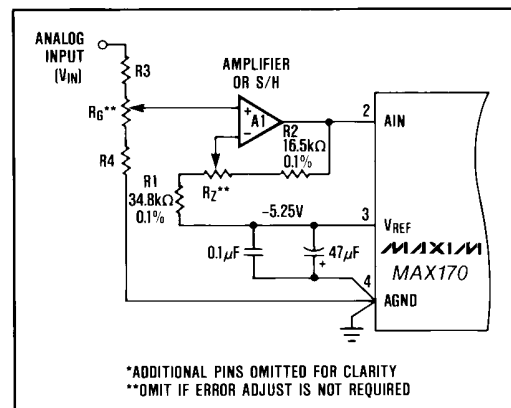 ANALOG
INPUT
(VIN)
R3
RG**
R4
AMPLIFIER
OR S/H
+
−
A1
R2
16.5kΩ
0.1%
R1
34.8kΩ
0.1%
RZ**
−5.25V
0.1μF
47μF
+
2
AIN
3
VREF
MAXIM
MAX170
4
AGND
*ADDITIONAL PINS OMITTED FOR CLARITY
**OMIT IF ERROR ADJUST IS NOT REQUIRED